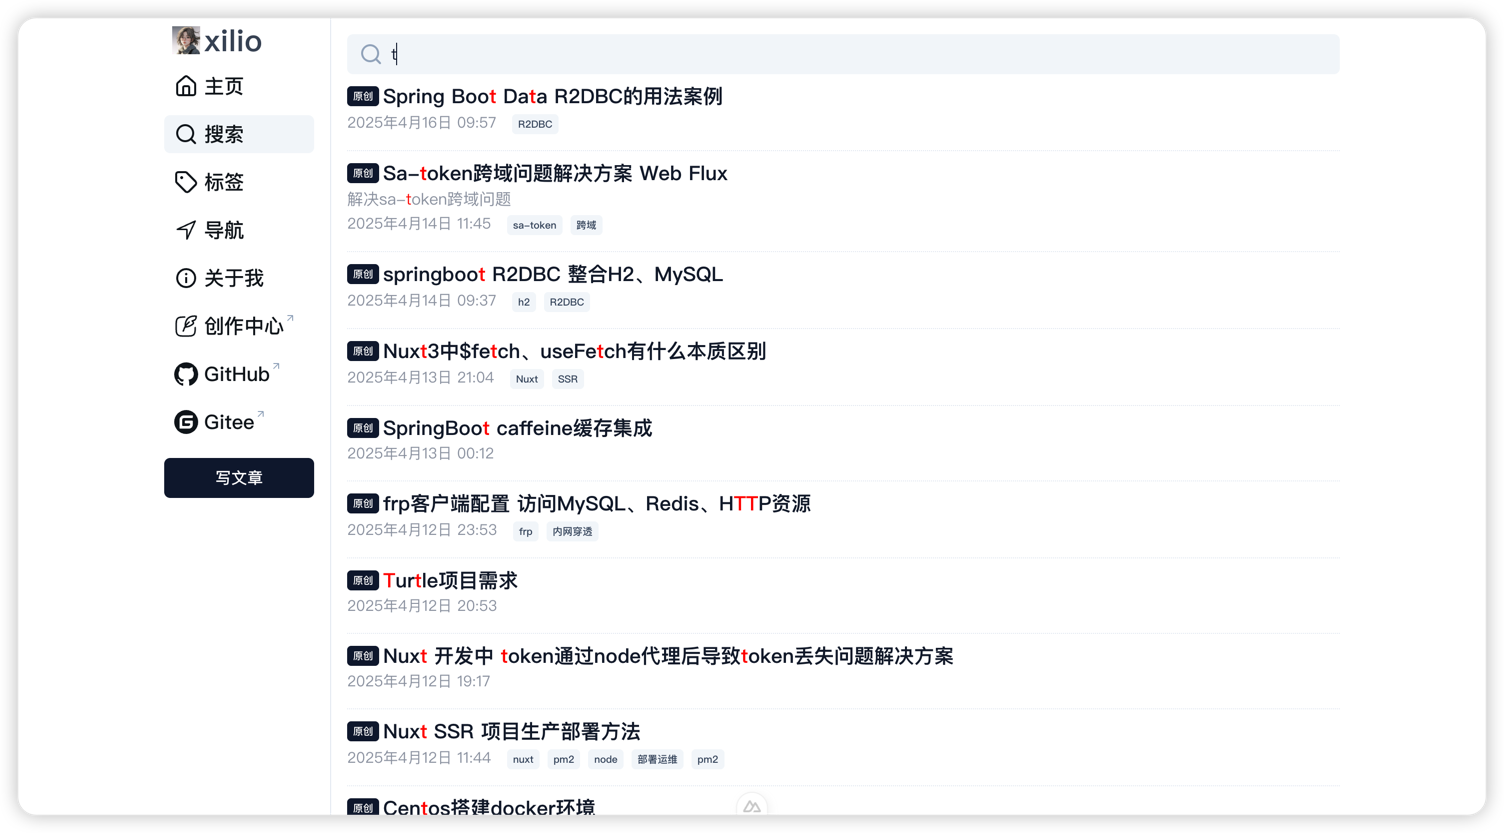 xilio
主页
搜索
标签
导航
关于我
创作中心
GitHub
Gitee
写文章
t
原创 Spring Boot Data R2DBC的用法案例
2025年4月16日 09:57 R2DBC
原创 Sa-token跨域问题解决方案 Web Flux
解决sa-token跨域问题
2025年4月14日 11:45 sa-token 跨域
原创 springboot R2DBC 整合H2、MySQL
2025年4月14日 09:37 h2 R2DBC
原创 Nuxt3中$fetch、useFetch有什么本质区别
2025年4月13日 21:04 Nuxt SSR
原创 SpringBoot caffeine缓存集成
2025年4月13日 00:12
原创 frp客户端配置 访问MySQL、Redis、HTTP资源
2025年4月12日 23:53 frp 内网穿透
原创 Turtle项目需求
2025年4月12日 20:53
原创 Nuxt 开发中 token通过node代理后导致token丢失问题解决方案
2025年4月12日 19:17
原创 Nuxt SSR 项目生产部署方法
2025年4月12日 11:44 nuxt pm2 node 部署运维 pm2
原创 Centos搭建docker环境